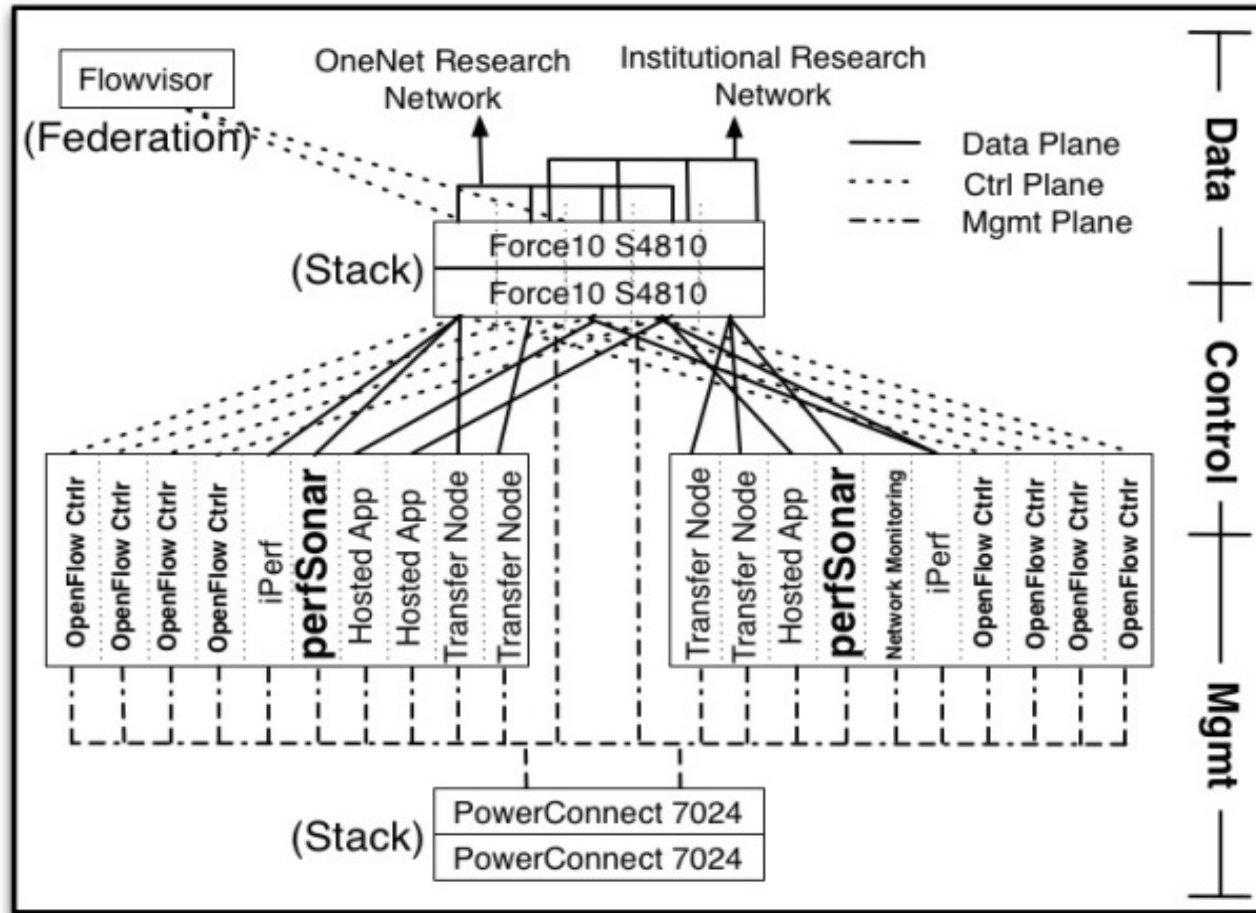 Flowvisor
(Federation)
OneNet Research
Network
Institutional Research
Network
Data Plane
Ctrl Plane
Mgmt Plane
(Stack)
Force10 S4810
Force10 S4810
OpenFlow Ctrlr
OpenFlow Ctrlr
OpenFlow Ctrlr
OpenFlow Ctrlr
iPerf
perfSonar
Hosted App
Hosted App
Transfer Node
Transfer Node
Transfer Node
Transfer Node
Hosted App
perfSonar
Network Monitoring
iPerf
OpenFlow Ctrlr
OpenFlow Ctrlr
OpenFlow Ctrlr
OpenFlow Ctrlr
(Stack)
PowerConnect 7024
PowerConnect 7024
Data
Control
Mgmt